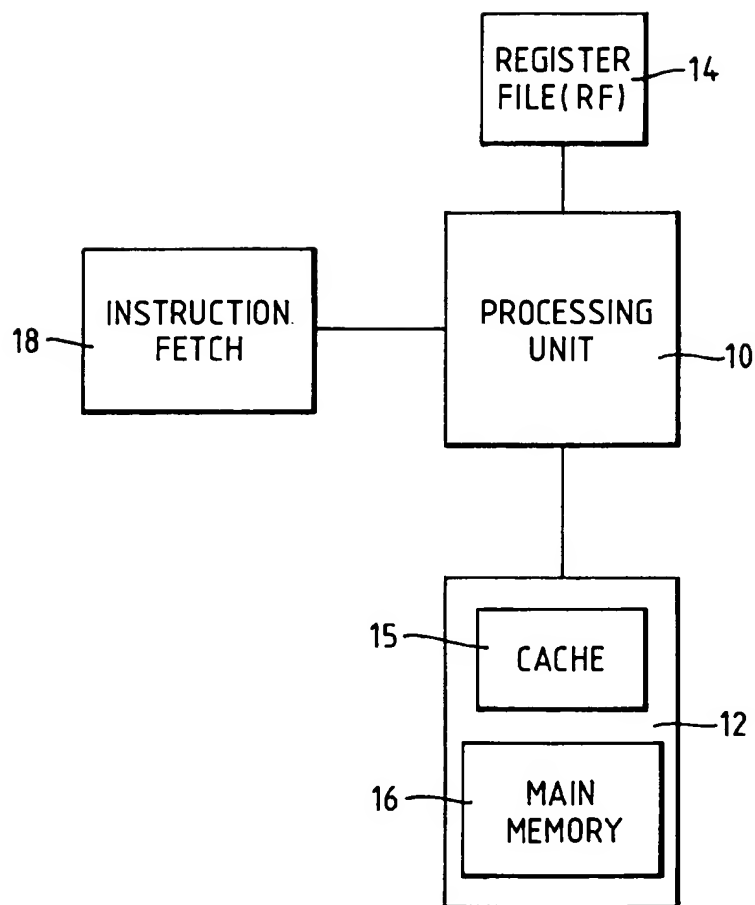 REGISTER
FILE(RF)
14
INSTRUCTION.
FETCH
18
PROCESSING
UNIT
10
15
CACHE
12
16
MAIN
MEMORY